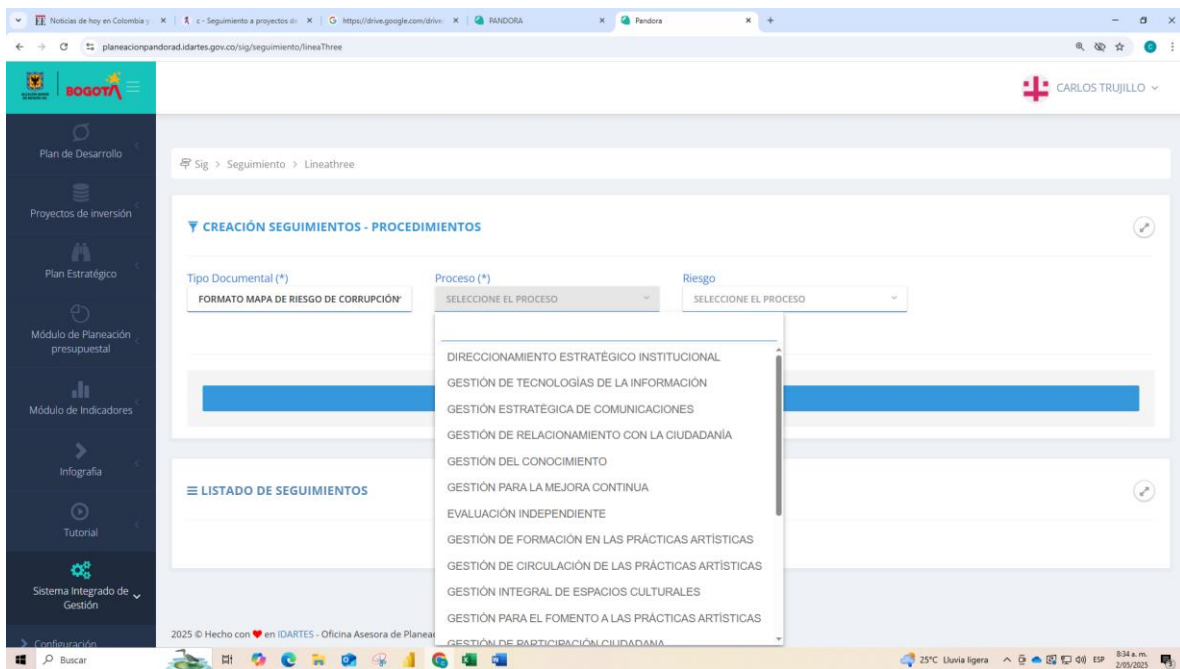 Noticias de hoy en Colombia y
c - Seguimiento a proyectos de
https://drive.google.com/drive/
PANDORA
Pandora
planeacionpandorad.idartes.gov.co/sig/seguimiento/lineaThree
BOGOTÁ
CARLOS TRUJILLO
Plan de Desarrollo
Proyectos de inversión
Plan Estratégico
Módulo de Planeación
presupuestal
Módulo de Indicadores
Infografia
Tutorial
Sistema Integrado de
Gestión
Configuración
Sig > Seguimiento > Lineathree
CREACIÓN SEGUIMIENTOS - PROCEDIMIENTOS
Tipo Documental (*)
FORMATO MAPA DE RIESGO DE CORRUPCIÓN
Proceso (*)
SELECCIONE EL PROCESO
Riesgo
SELECCIONE EL PROCESO
DIRECCIONAMIENTO ESTRATÉGICO INSTITUCIONAL
GESTIÓN DE TECNOLOGÍAS DE LA INFORMACIÓN
GESTIÓN ESTRATÉGICA DE COMUNICACIONES
GESTIÓN DE RELACIONAMIENTO CON LA CIUDADANÍA
GESTIÓN DEL CONOCIMIENTO
GESTIÓN PARA LA MEJORA CONTINUA
EVALUACIÓN INDEPENDIENTE
GESTIÓN DE FORMACIÓN EN LAS PRÁCTICAS ARTÍSTICAS
GESTIÓN DE CIRCULACIÓN DE LAS PRÁCTICAS ARTÍSTICAS
GESTIÓN INTEGRAL DE ESPACIOS CULTURALES
GESTIÓN PARA EL FOMENTO A LAS PRÁCTICAS ARTÍSTICAS
GESTIÓN DE PARTICIPACIÓN CIUDADANA
LISTADO DE SEGUIMIENTOS
2025 © Hecho con ❤ en IDARTES - Oficina Asesora de Planeac
Buscar
25°C Lluvia ligera
ESP
8:34 a. m.
2/05/2025